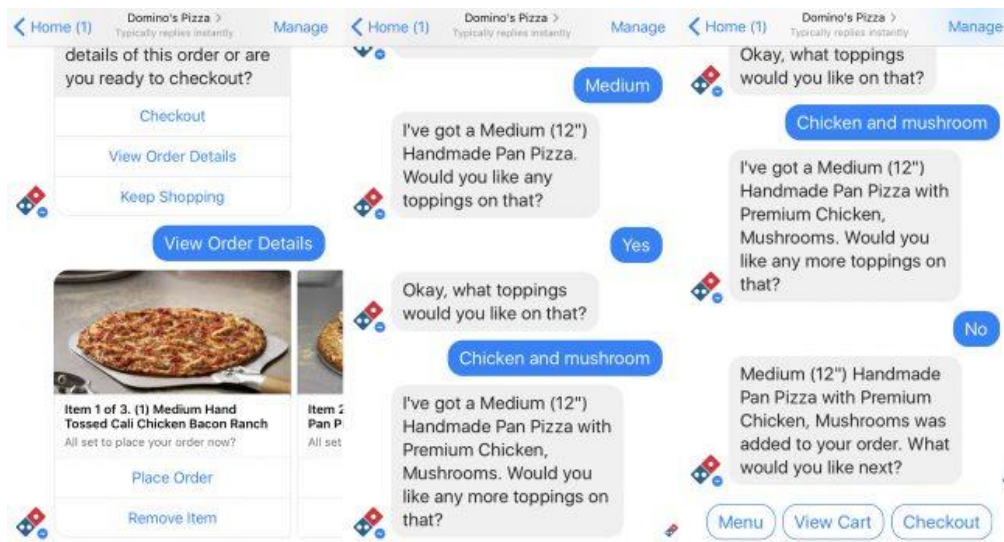 Home (1)
Domino's Pizza >
Typically replies instantly
Manage
details of this order or are
you ready to checkout?
Checkout
View Order Details
Keep Shopping
View Order Details
Item 1 of 3. (1) Medium Hand
Tossed Cali Chicken Bacon Ranch
All set to place your order now?
Place Order
Remove Item
Item 2
Pan P
All set
Home (1)
Domino's Pizza >
Typically replies instantly
Manage
Medium
I've got a Medium (12")
Handmade Pan Pizza.
Would you like any
toppings on that?
Yes
Okay, what toppings
would you like on that?
Chicken and mushroom
I've got a Medium (12")
Handmade Pan Pizza with
Premium Chicken,
Mushrooms. Would you
like any more toppings on
that?
Home (1)
Domino's Pizza >
Typically replies instantly
Manage
Okay, what toppings
would you like on that?
Chicken and mushroom
I've got a Medium (12")
Handmade Pan Pizza with
Premium Chicken,
Mushrooms. Would you
like any more toppings on
that?
No
Medium (12") Handmade
Pan Pizza with Premium
Chicken, Mushrooms was
added to your order. What
would you like next?
Menu
View Cart
Checkout